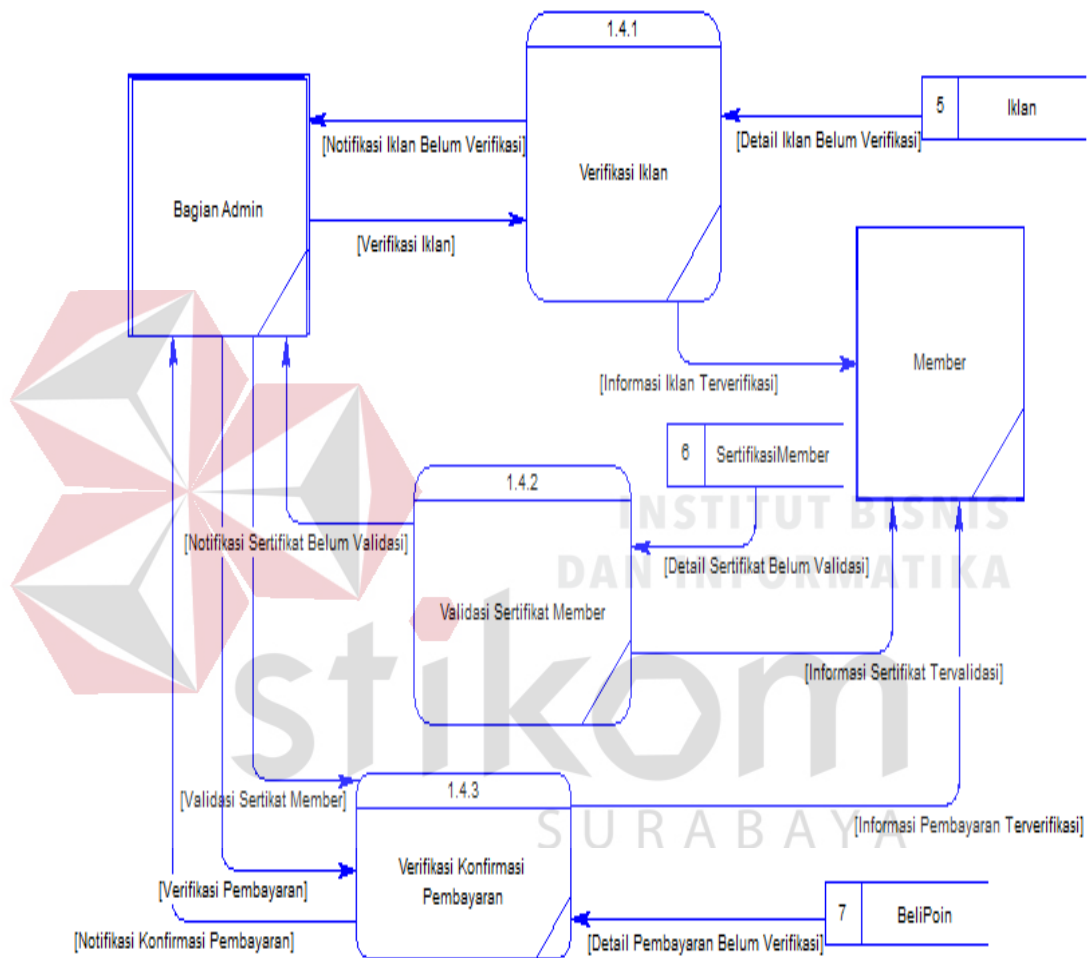 1.4.1
Verifikasi Iklan
5
Iklan
[Notifikasi Iklan Belum Verifikasi]
[Detail Iklan Belum Verifikasi]
Bagian Admin
[Verifikasi Iklan]
Member
[Informasi Iklan Terverifikasi]
6
SertifikasiMember
1.4.2
Validasi Sertifikat Member
INSTITUT BISNIS
DAN INFORMATIKA
[Notifikasi Sertifikat Belum Validasi]
[Detail Sertifikat Belum Validasi]
stikom
[Informasi Sertifikat Tervalidasi]
[Validasi Sertikat Member]
1.4.3
Verifikasi Konfirmasi
Pembayaran
SURABAYA
[Informasi Pembayaran Terverifikasi]
[Verifikasi Pembayaran]
7
BeliPoin
[Notifikasi Konfirmasi Pembayaran]
[Detail Pembayaran Belum Verifikasi]